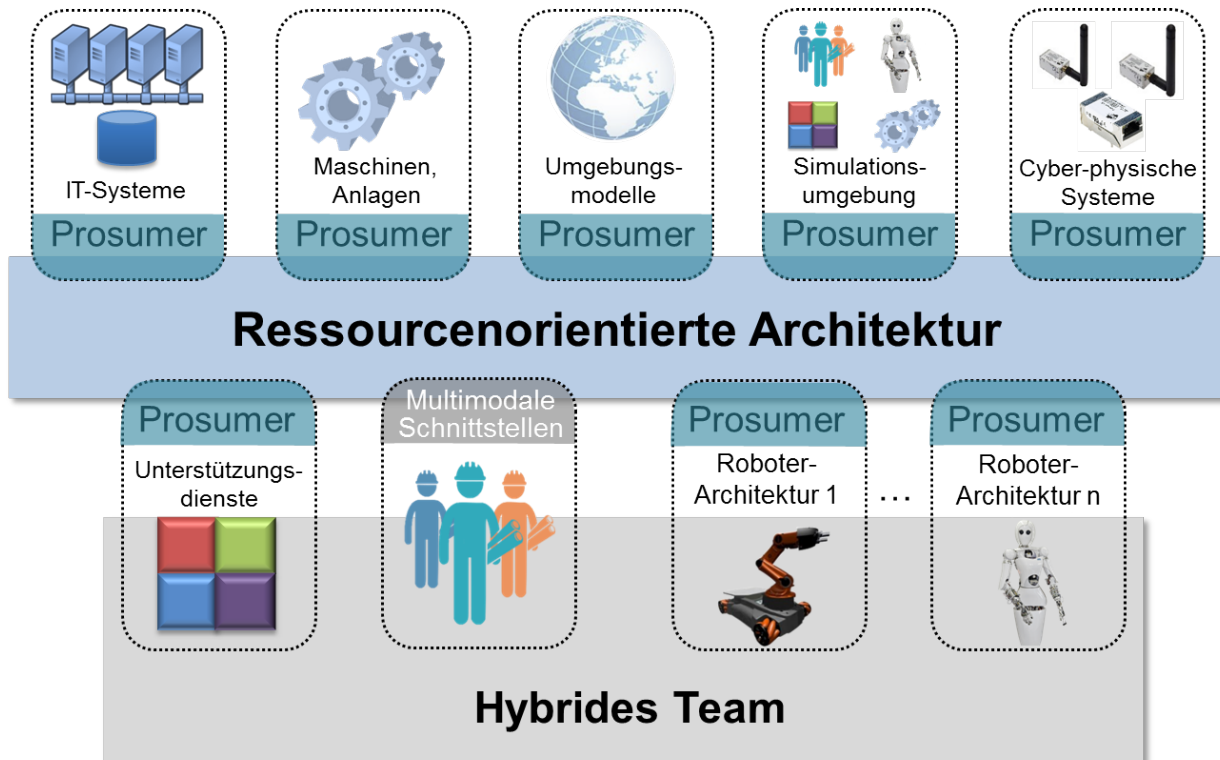 IT-Systeme
Prosumer
Maschinen,
Anlagen
Prosumer
Umgebungs-
modelle
Prosumer
Simulations-
umgebung
Prosumer
Cyber-physische
Systeme
Prosumer
Ressourcenorientierte Architektur
Prosumer
Unterstützungs-
dienste
Multimodale
Schnittstellen
Prosumer
Roboter-
Architektur 1
...
Prosumer
Roboter-
Architektur n
Hybrides Team